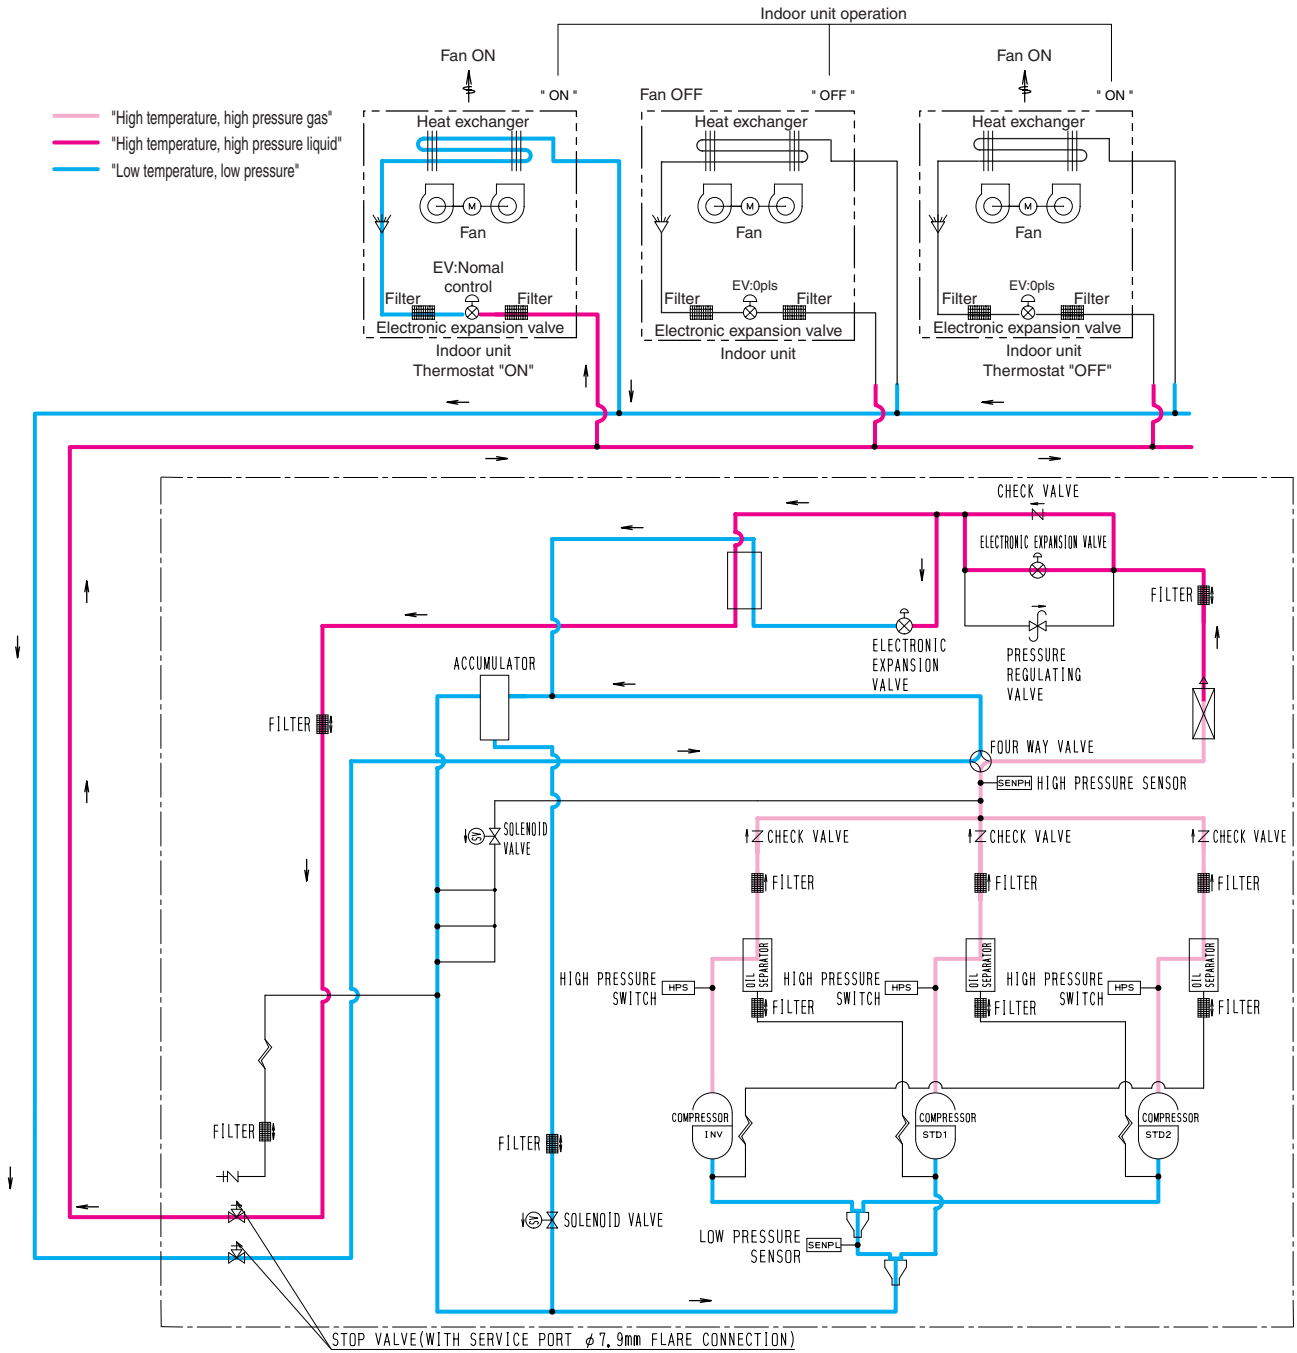 Indoor unit operation
Fan ON
Fan ON
" ON "
Fan OFF
" OFF "
" ON "
"High temperature, high pressure gas"
"High temperature, high pressure liquid"
"Low temperature, low pressure"
Heat exchanger
Heat exchanger
Heat exchanger
M
M
M
Fan
Fan
Fan
EV:Nomal
control
EV:0pls
EV:0pls
Filter
Filter
Filter
Filter
Filter
Filter
Electronic expansion valve
Electronic expansion valve
Electronic expansion valve
Indoor unit
Thermostat "ON"
Indoor unit
Indoor unit
Thermostat "OFF"
CHECK VALVE
ELECTRONIC EXPANSION VALVE
FILTER
ELECTRONIC
EXPANSION
VALVE
PRESSURE
REGULATING
VALVE
ACCUMULATOR
FILTER
FOUR WAY VALVE
SENPH
HIGH PRESSURE SENSOR
SV
SOLENOID
VALVE
CHECK VALVE
CHECK VALVE
CHECK VALVE
FILTER
FILTER
FILTER
OIL
SEPARATOR
OIL
SEPARATOR
OIL
SEPARATOR
HIGH PRESSURE
SWITCH
HPS
HIGH PRESSURE
SWITCH
HPS
HIGH PRESSURE
SWITCH
HPS
FILTER
FILTER
FILTER
COMPRESSOR
INV
COMPRESSOR
STD1
COMPRESSOR
STD2
FILTER
FILTER
SV
SOLENOID VALVE
LOW PRESSURE
SENSOR
SENPL
STOP VALVE(WITH SERVICE PORT φ7.9mm FLARE CONNECTION)